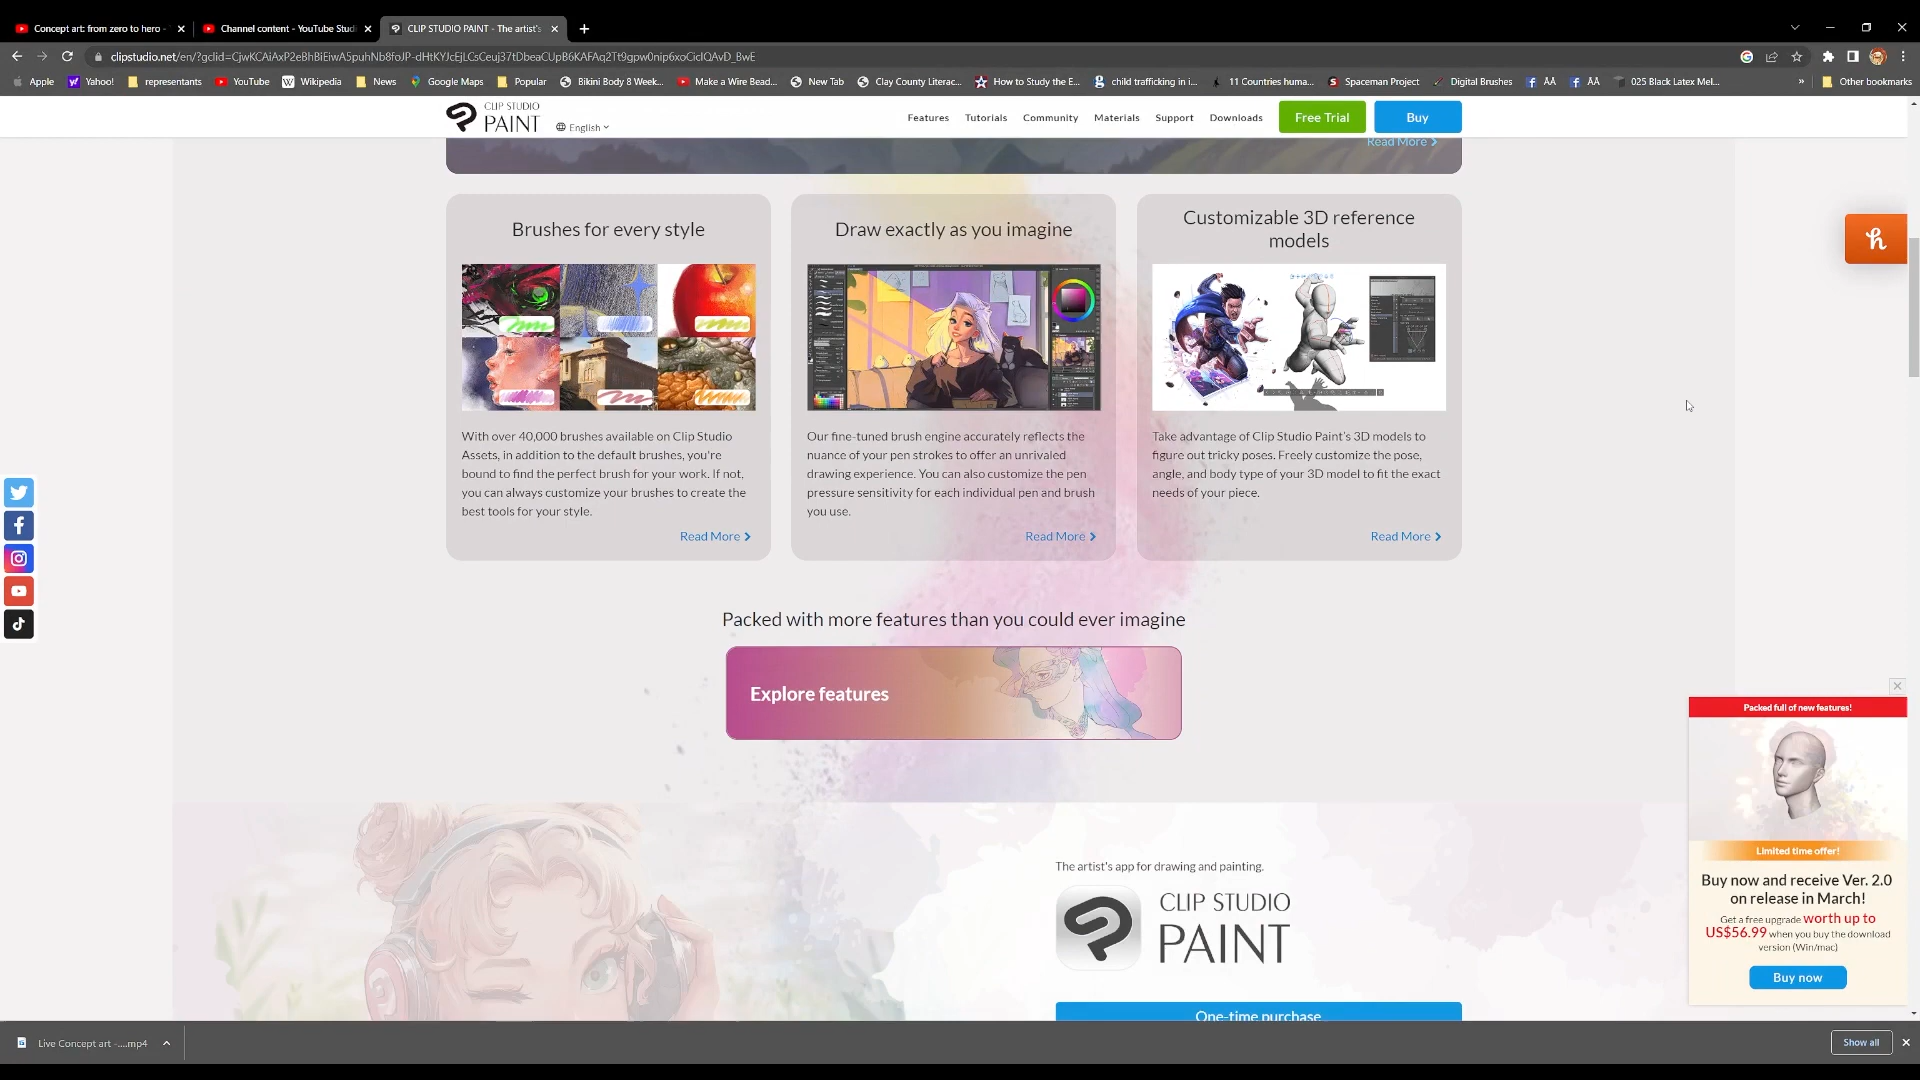 Concept art: from zero to hero -
Channel content - YouTube Studi
CLIP STUDIO PAINT - The artist's
clipstudio.net/en/?gclid=
Apple
Yahoo!
representants
YouTube
Wikipedia
News
Google Maps
Popular
Bikini Body 8 Week...
Make a Wire Bead...
New Tab
Clay County Literac...
How to Study the E...
child trafficking in i...
11 Countries huma...
Spaceman Project
Digital Brushes
ÂÂ
ÂÂ
025 Black Latex Mel...
»
Other bookmarks
CLIP STUDIO
PAINT
English
Features
Tutorials
Community
Materials
Support
Downloads
Free Trial
Buy
Read More
Brushes for every style
With over 40,000 brushes available on Clip Studio
Assets, in addition to the default brushes, you're
bound to find the perfect brush for your work. If not,
you can always customize your brushes to create the
best tools for your style.
Read More
Draw exactly as you imagine
Our fine-tuned brush engine accurately reflects the
nuance of your pen strokes to offer an unrivaled
drawing experience. You can also customize the pen
pressure sensitivity for each individual pen and brush
you use.
Read More
Customizable 3D reference
models
Take advantage of Clip Studio Paint's 3D models to
figure out tricky poses. Freely customize the pose,
angle, and body type of your 3D model to fit the exact
needs of your piece.
Read More
Packed with more features than you could ever imagine
Explore features
Packed full of new features!
Limited time offer!
Buy now and receive Ver. 2.0
on release in March!
Get a free upgrade worth up to
US$56.99 when you buy the download
version (Win/mac)
Buy now
The artist's app for drawing and painting.
CLIP STUDIO
PAINT
One-time purchase
Live Concept art -....mp4
Show all